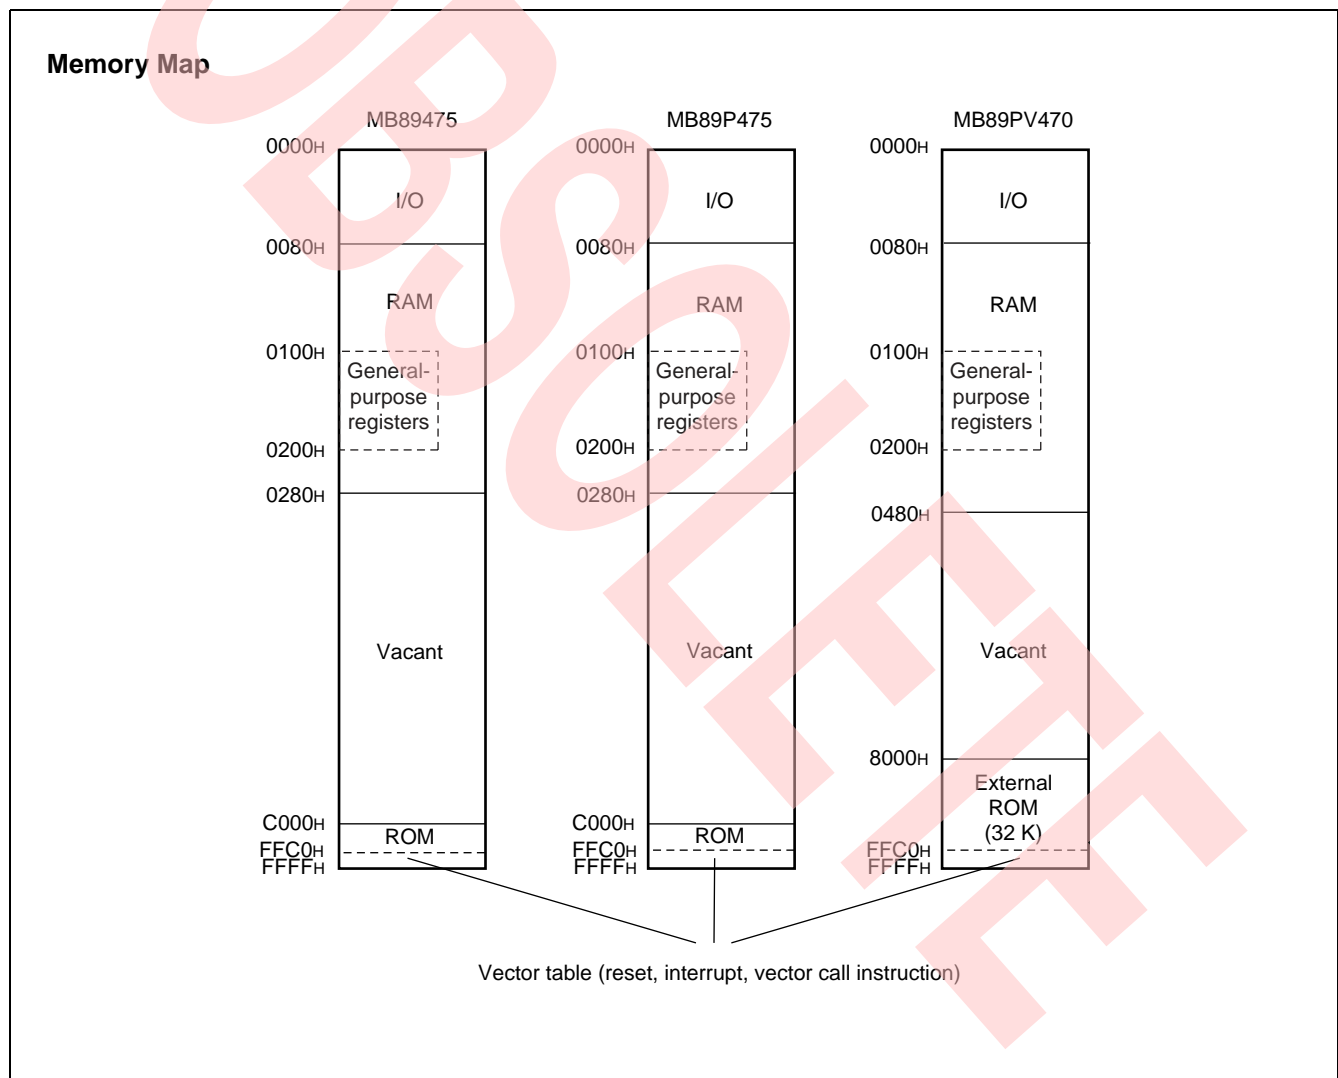 Memory Map
MB89475
0000H
I/O
0080H
RAM
0100H
General-
purpose
registers
0200H
0280H
Vacant
C000H
ROM
FFC0H
FFFFH
MB89P475
0000H
I/O
0080H
RAM
0100H
General-
purpose
registers
0200H
0280H
Vacant
C000H
ROM
FFC0H
FFFFH
MB89PV470
0000H
I/O
0080H
RAM
0100H
General-
purpose
registers
0200H
0480H
Vacant
8000H
External
ROM
(32 K)
FFC0H
FFFFH
Vector table (reset, interrupt, vector call instruction)
OBSOLETE